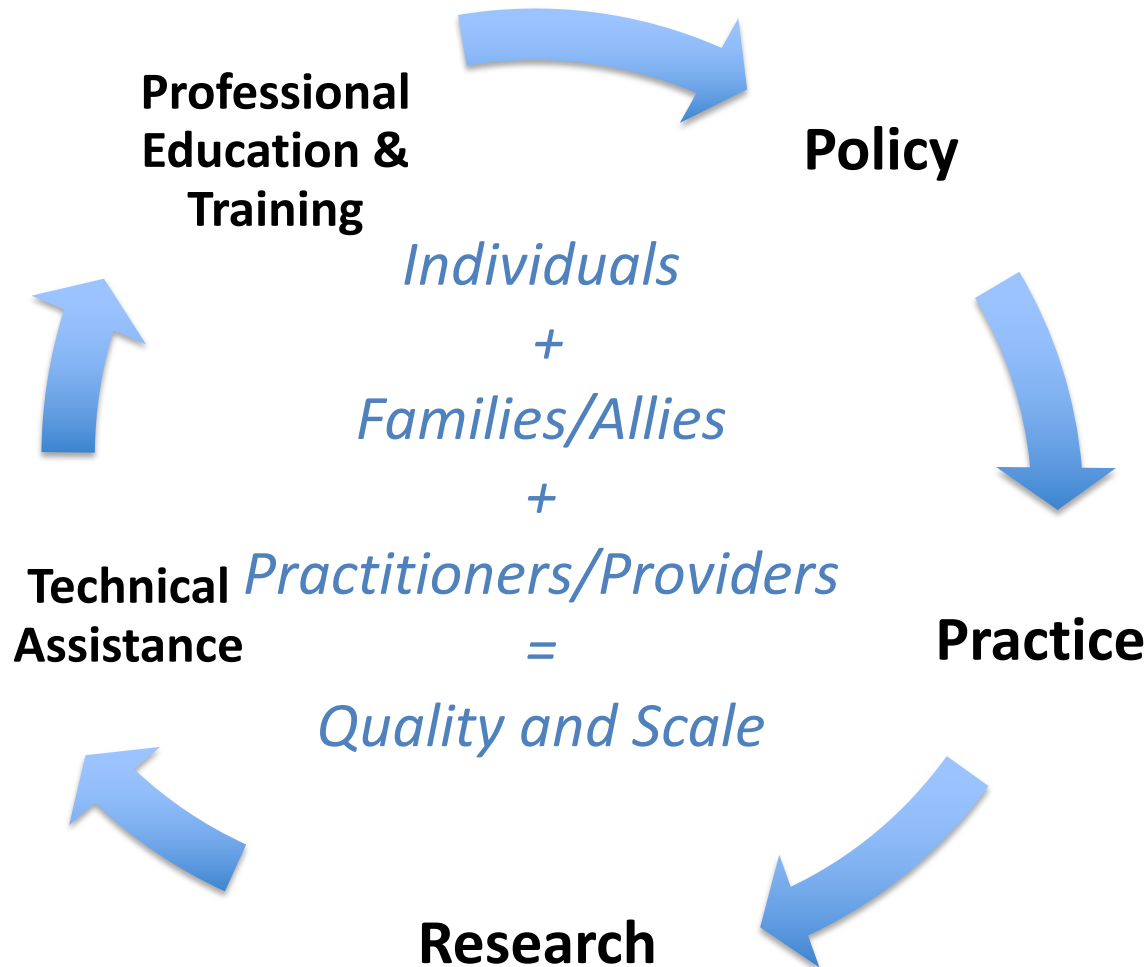 Professional
Education &
Training
Policy
Individuals
+
Families/Allies
+
Practitioners/Providers
=
Quality and Scale
Technical
Assistance
Practice
Research